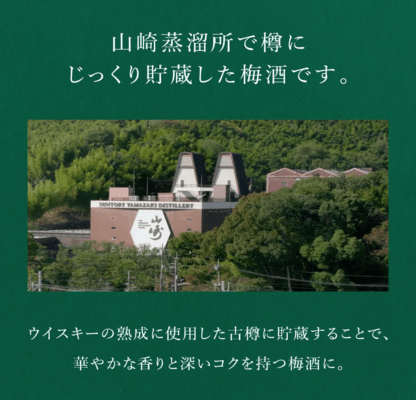 山崎蒸溜所で樽に
じっくり貯蔵した梅酒です。
SUNTORY YAMAZAKI DISTILLERY
山崎
ウイスキーの熟成に使用した古樽に貯蔵することで、
華やかな香りと深いコクを持つ梅酒に。